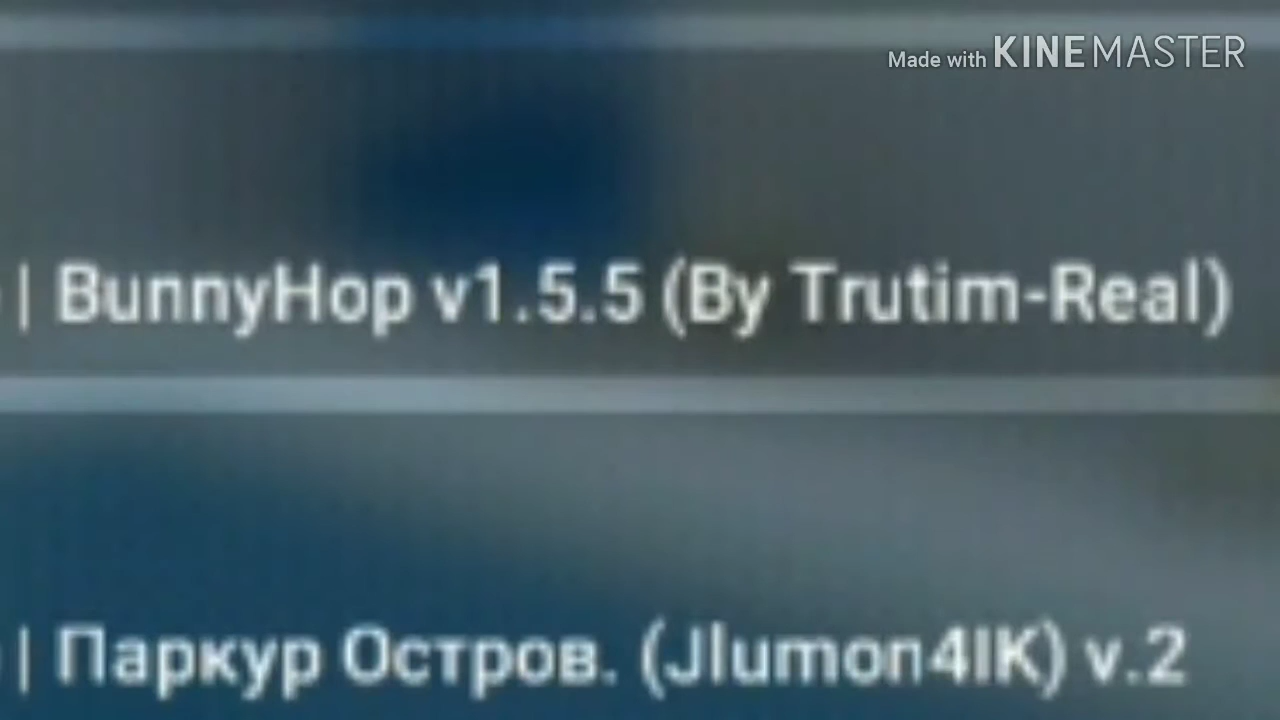 Made with KINEMASTER
| BunnyHop v1.5.5 (By Trutim-Real)
| Паркур Остров. (Jlumon4IK) v.2